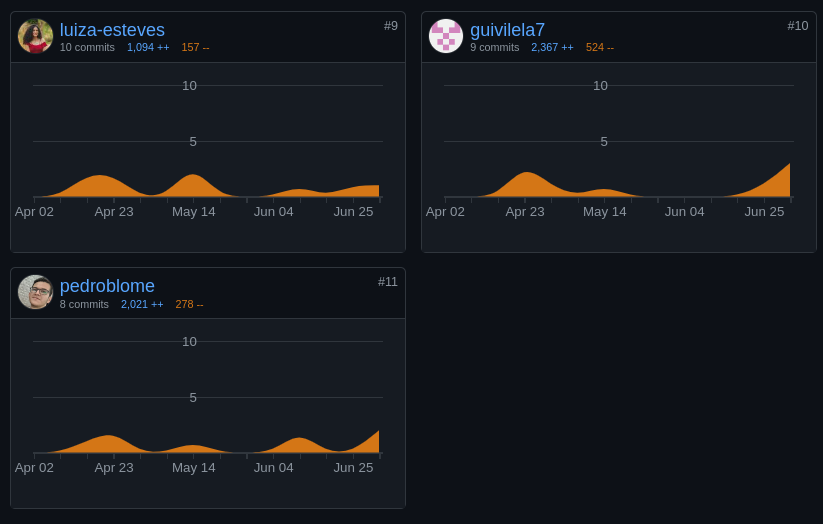 luiza-esteves #9
10 commits 1,094 ++ 157 --
10
5
Apr 02 Apr 23 May 14 Jun 04 Jun 25
guivilela7 #10
9 commits 2,367 ++ 524 --
10
5
Apr 02 Apr 23 May 14 Jun 04 Jun 25
pedroblome #11
8 commits 2,021 ++ 278 --
10
5
Apr 02 Apr 23 May 14 Jun 04 Jun 25